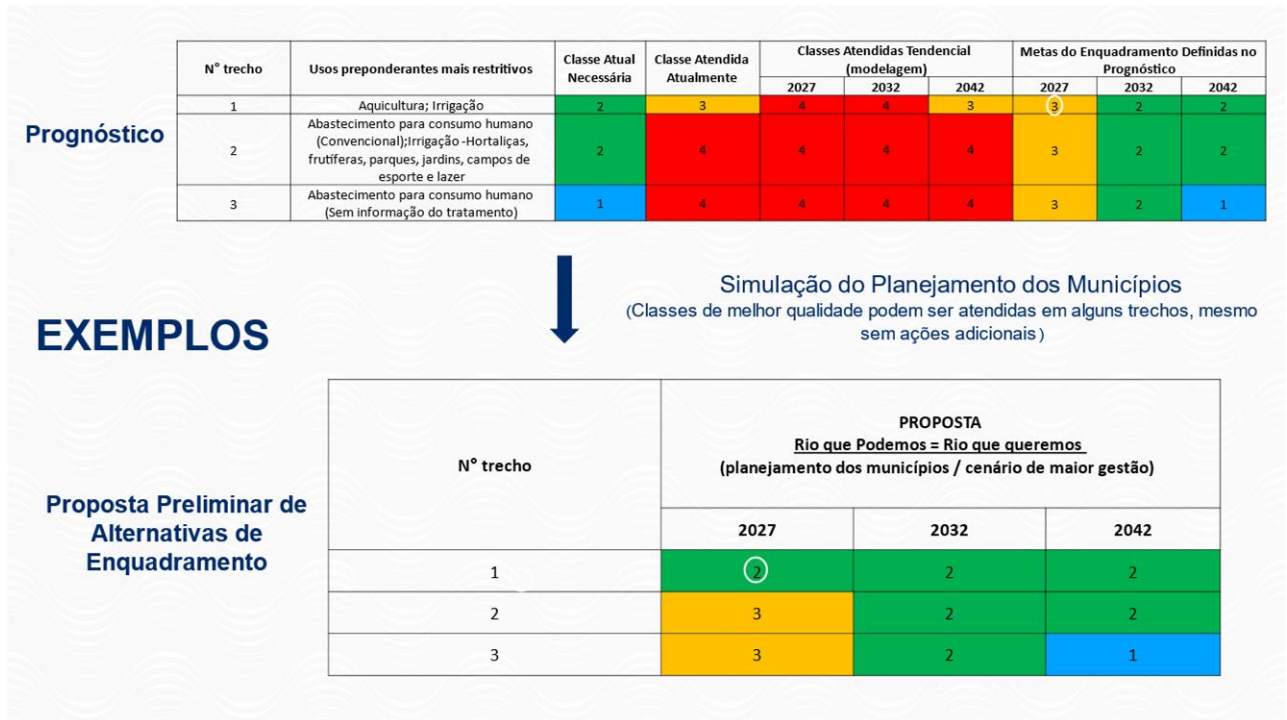 Prognóstico
N° trecho
Usos preponderantes mais restritivos
Classe Atual
Necessária
Classe Atendida
Atualmente
Classes Atendidas Tendencial
(modelagem)
Metas do Enquadramento Definidas no
Prognóstico
2027 2032 2042 2027 2032 2042
1 Aquicultura; Irrigação 2 3 4 4 3 3 2 2
2
Abastecimento para consumo humano
(Convencional);Irrigação -Hortaliças,
frutíferas, parques, jardins, campos de
esporte e lazer
2 4 4 4 4 3 2 2
3
Abastecimento para consumo humano
(Sem informação do tratamento)
1 4 4 4 4 3 2 1
Simulação do Planejamento dos Municípios
(Classes de melhor qualidade podem ser atendidas em alguns trechos, mesmo
sem ações adicionais)
EXEMPLOS
Proposta Preliminar de
Alternativas de
Enquadramento
N° trecho
PROPOSTA
Rio que Podemos = Rio que queremos
(planejamento dos municípios / cenário de maior gestão)
2027 2032 2042
1 2 2 2
2 3 2 2
3 3 2 1